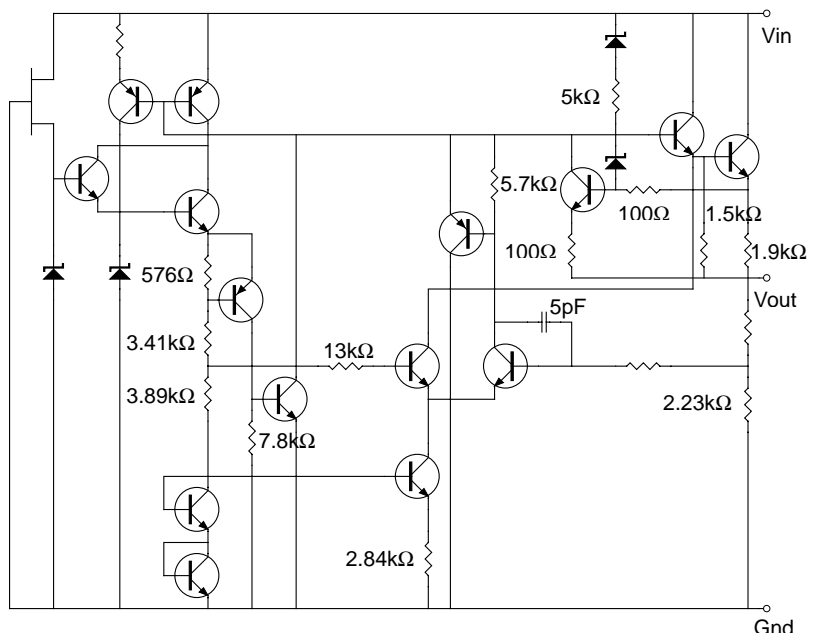 Vin
5kΩ
5.7kΩ
100Ω
1.5kΩ
100Ω
1.9kΩ
576Ω
Vout
5pF
3.41kΩ
13kΩ
3.89kΩ
2.23kΩ
7.8kΩ
2.84kΩ
Gnd